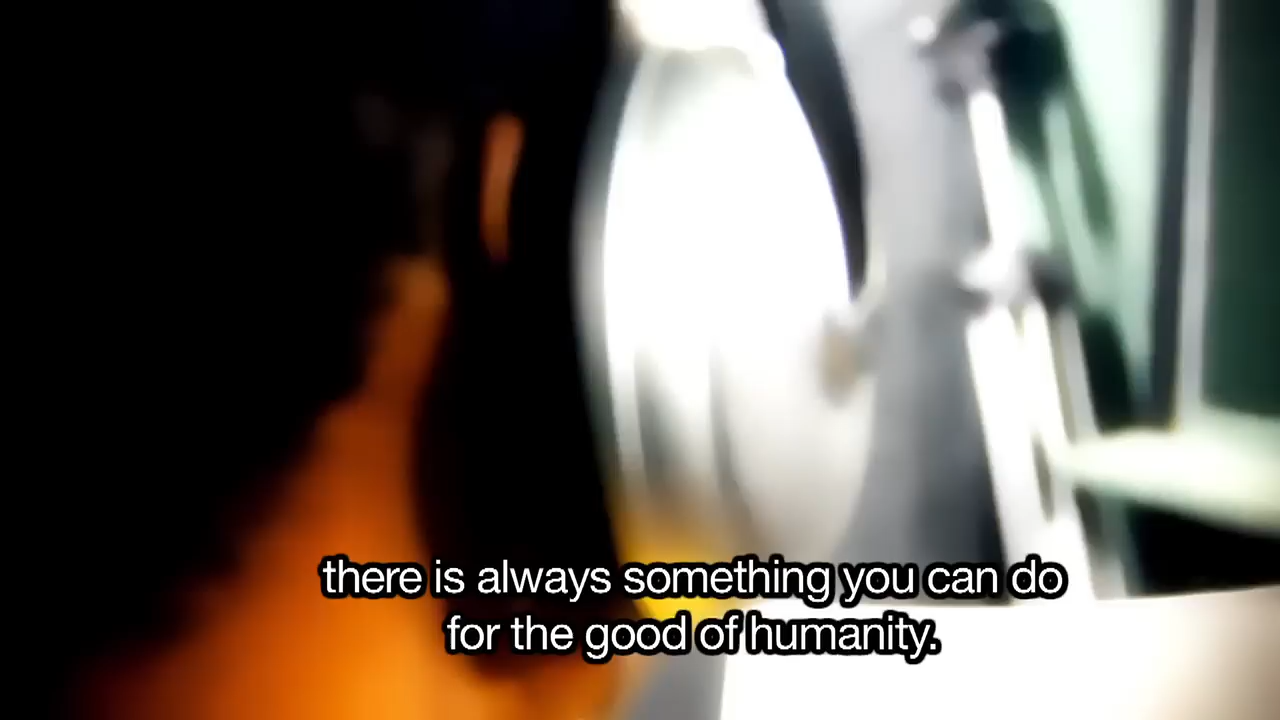 there is always something you can do
for the good of humanity.